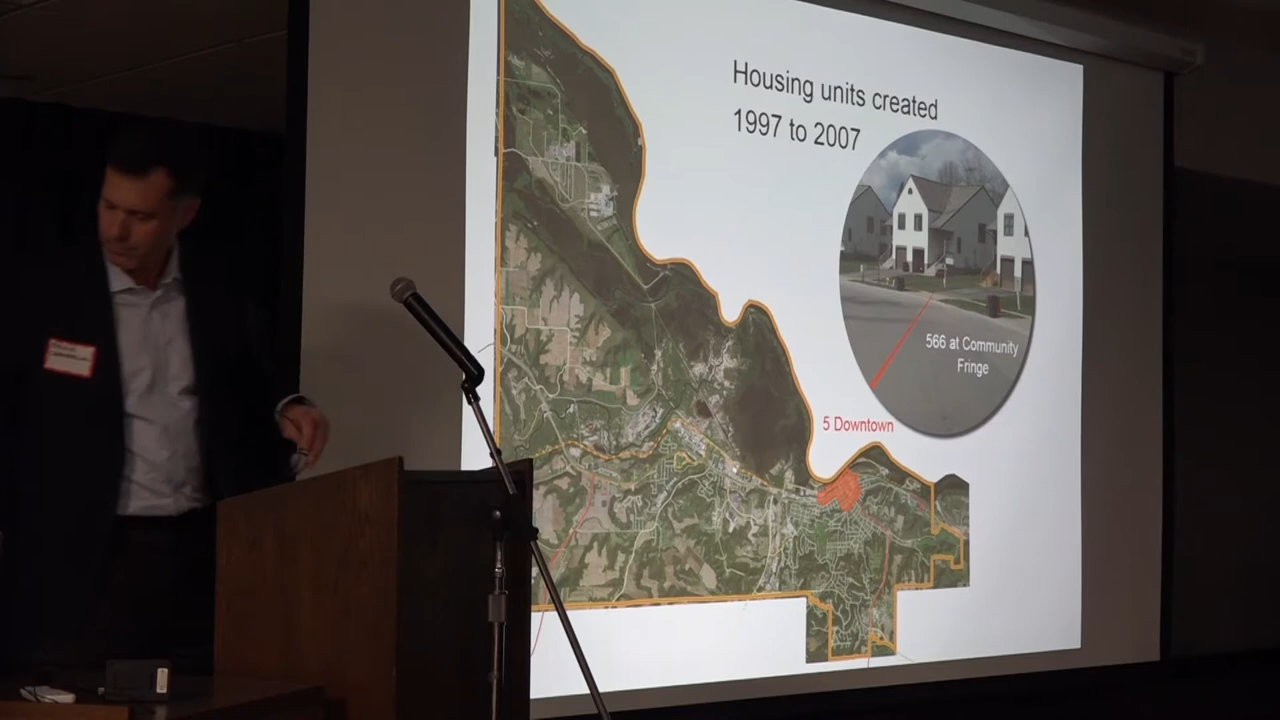 Housing units created
1997 to 2007
566 at Community
Fringe
5 Downtown